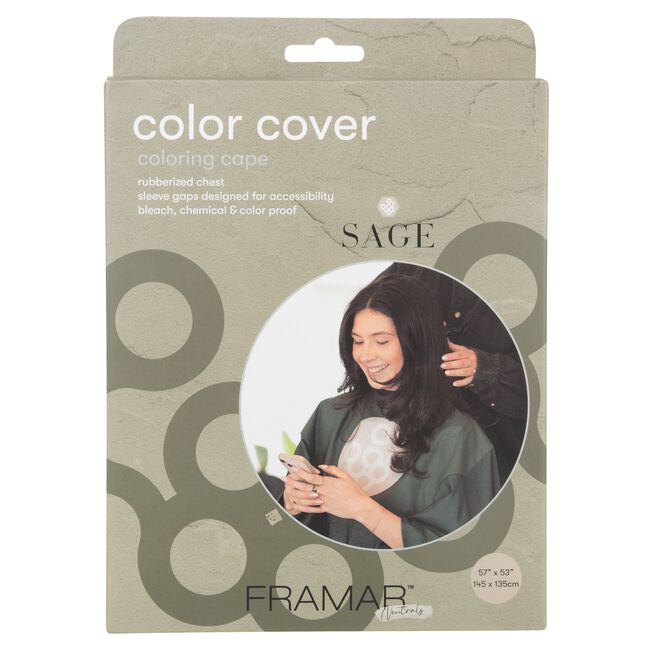 color cover
coloring cape
rubberized chest
sleeve gaps designed for accessibility
bleach, chemical & color proof
SAGE
57" x 53"
145 x 135cm
FRAMAR™
Neutrals